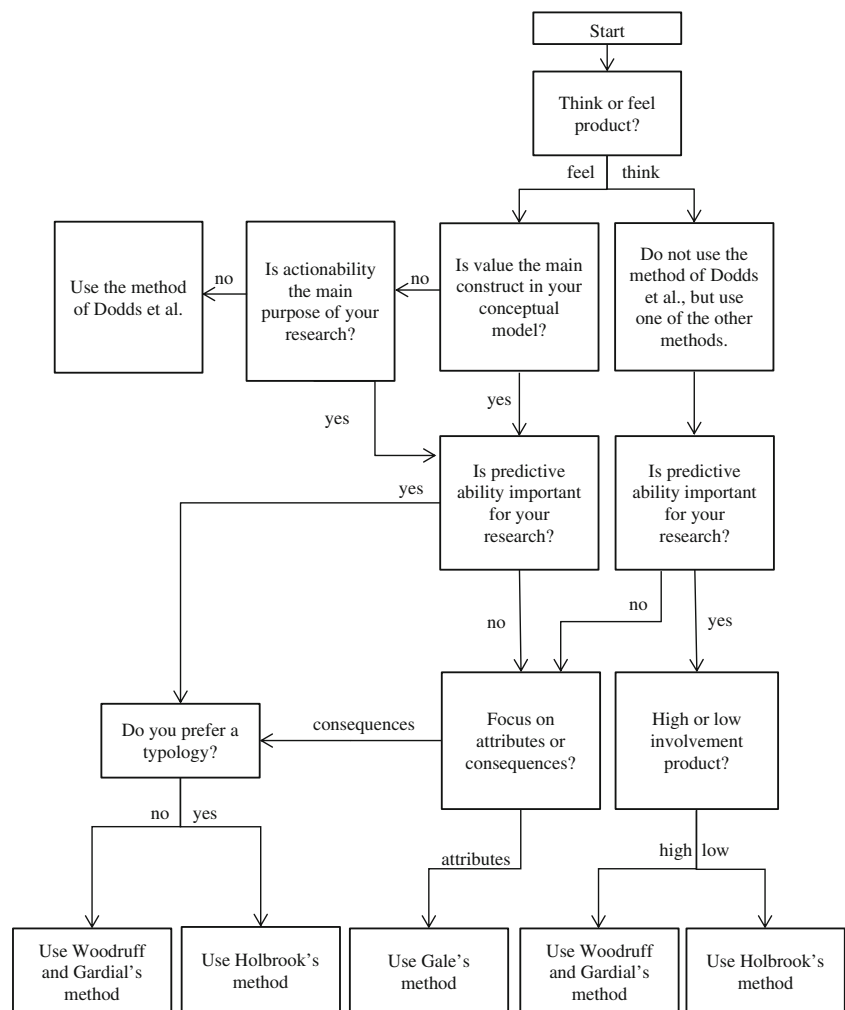 Start
Think or feel
product?
feel
think
Use the method
of Dodds et al.
no
Is actionability
the main
purpose of your
research?
no
Is value the main
construct in your
conceptual
model?
Do not use the
method of Dodds
et al., but use
one of the other
methods.
yes
yes
yes
Is predictive
ability important
for your
research?
Is predictive
ability important
for your
research?
no
no
yes
Do you prefer a
typology?
consequences
Focus on
attributes or
consequences?
High or low
involvement
product?
no
yes
attributes
high
low
Use Woodruff
and Gardial's
method
Use Holbrook's
method
Use Gale's
method
Use Woodruff
and Gardial's
method
Use Holbrook's
method